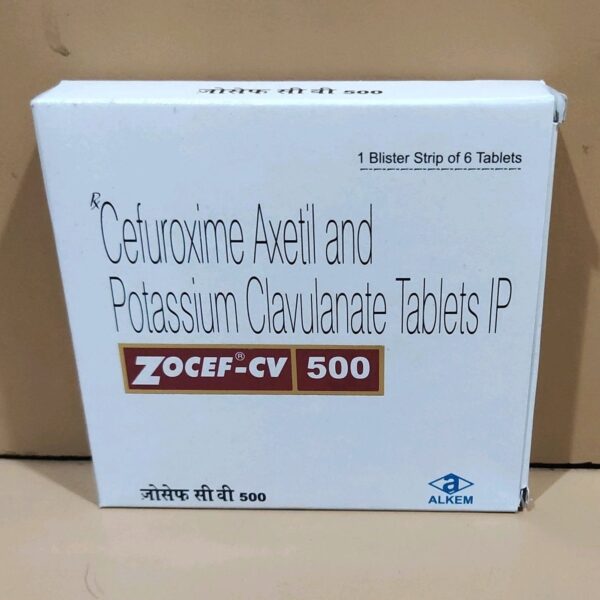 ज़ोसेफ सी वी 500
1 Blister Strip of 6 Tablets
Rx Cefuroxime Axetil and
Potassium Clavulanate Tablets IP
ZOCEF®-CV 500
ज़ोसेफ सी वी 500
a
ALKEM